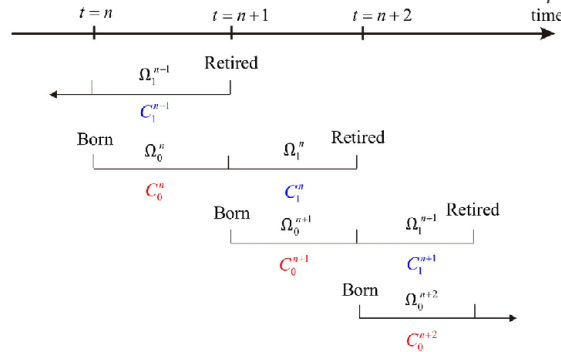 t = n t = n+1 t = n+2 time
Ω₁ⁿ⁻¹ Retired
C₁ⁿ⁻¹
Born Ω₀ⁿ Ω₁ⁿ Retired
C₀ⁿ C₁ⁿ
Born Ω₀ⁿ⁺¹ Ω₁ⁿ⁺¹ Retired
C₀ⁿ⁺¹ C₁ⁿ⁺¹
Born Ω₀ⁿ⁺²
C₀ⁿ⁺²